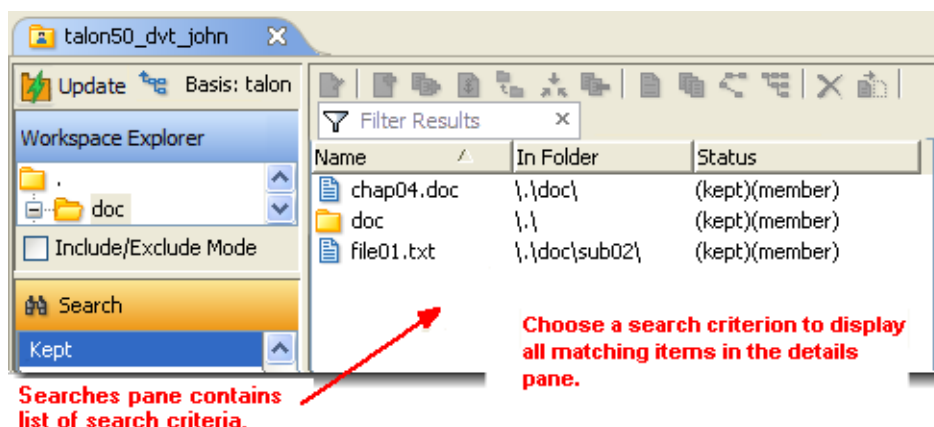 talon50_dvt_john
Update Basis: talon
Filter Results
Workspace Explorer
Name In Folder Status
.
doc
chap04.doc \.\doc\ (kept)(member)
doc \.\ (kept)(member)
file01.txt \.\doc\sub02\ (kept)(member)
Include/Exclude Mode
Search
Kept
Choose a search criterion to display
all matching items in the details
pane.
Searches pane contains
list of search criteria.